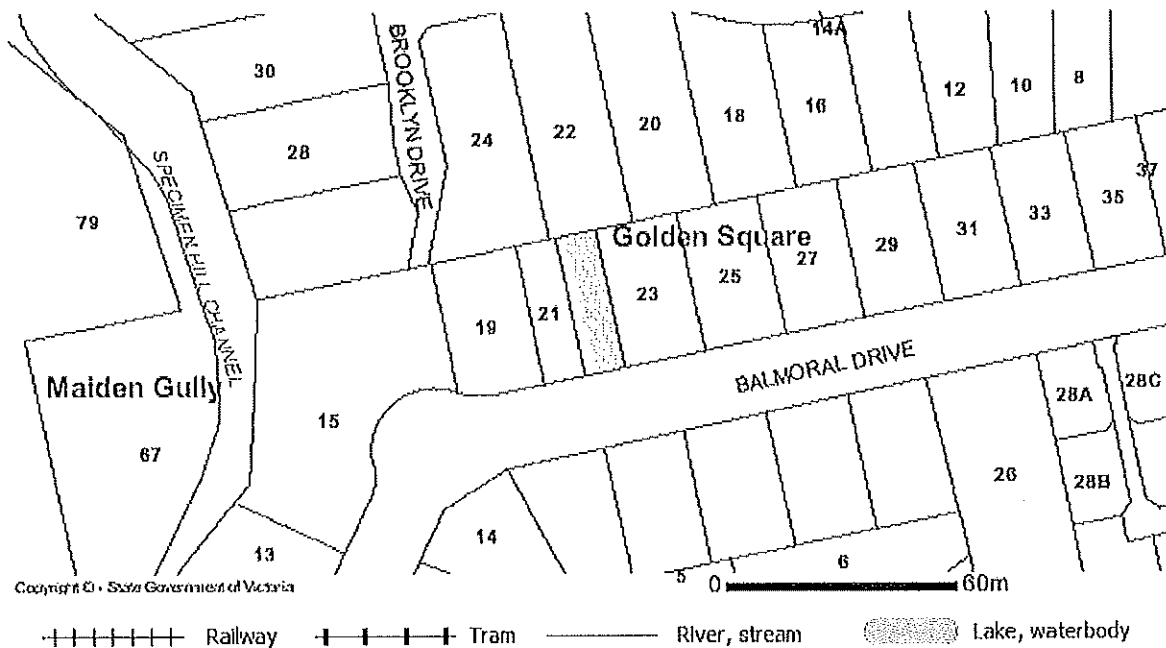 14A
30
BROOKLYN DRIVE
12
10
8
16
18
20
22
24
28
SPECIMEN HILL CHANNEL
79
37
35
33
31
29
27
Golden Square
25
23
21
19
BALMORAL DRIVE
Maiden Gully
15
28A
28C
67
26
28B
14
13
6
5
0 60m
Copyright © - State Government of Victoria
Railway Tram River, stream Lake, waterbody